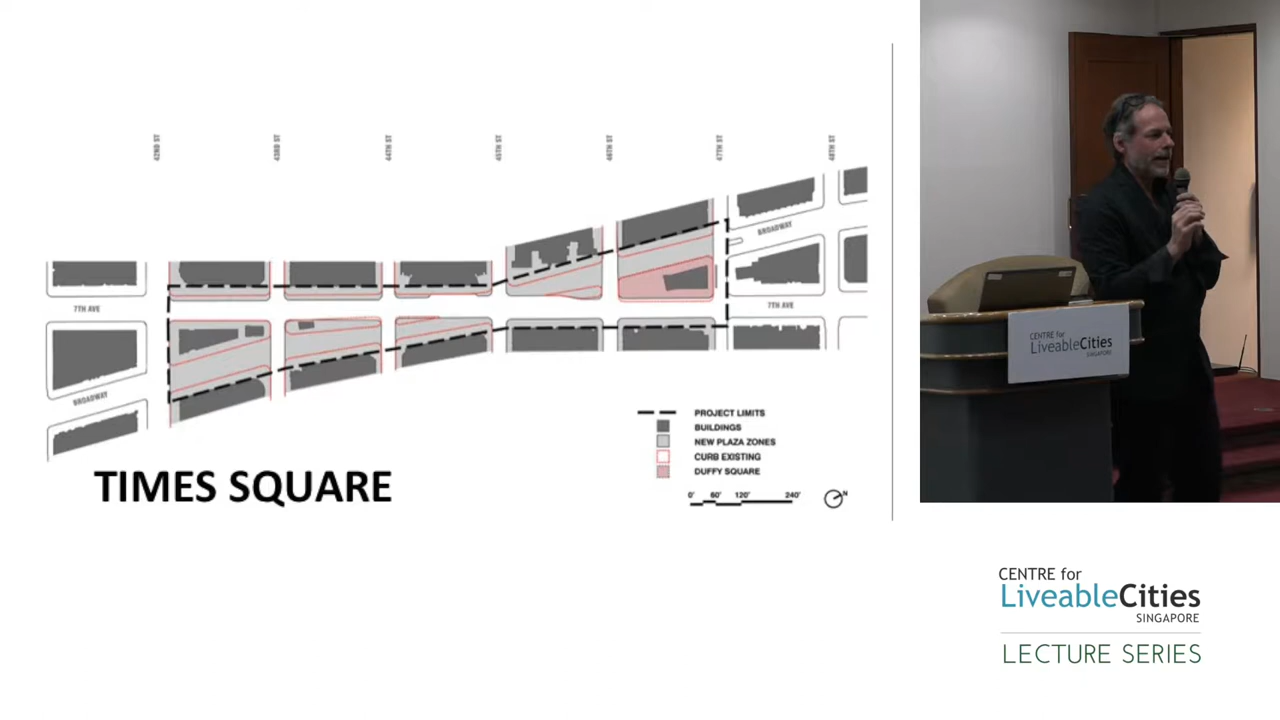 42ND ST
43RD ST
44TH ST
45TH ST
46TH ST
47TH ST
48TH ST
BROADWAY
7TH AVE
7TH AVE
BROADWAY
PROJECT LIMITS
BUILDINGS
NEW PLAZA ZONES
CURB EXISTING
DUFFY SQUARE
0' 60' 120' 240'
N
TIMES SQUARE
CENTRE for
LiveableCities
SINGAPORE
CENTRE for
LiveableCities
SINGAPORE
LECTURE SERIES